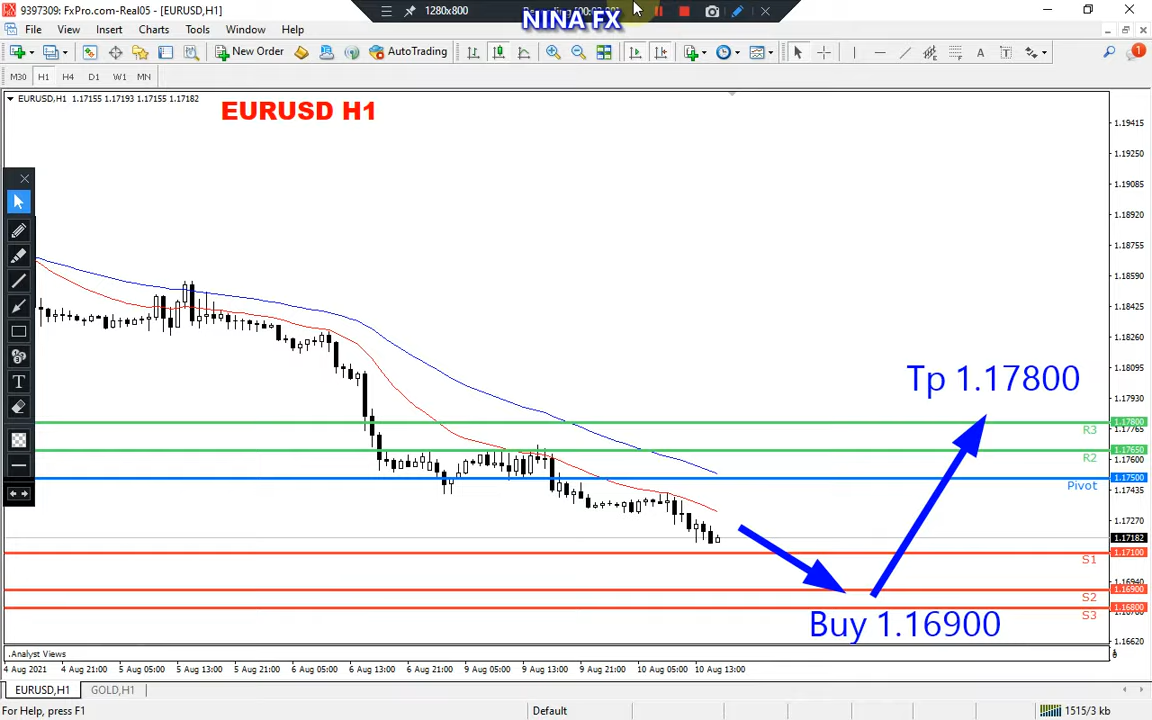 9397309: FxPro.com-Real05 - [EURUSD,H1]
1280x800
NINA FX
File View Insert Charts Tools Window Help
New Order
AutoTrading
A
T
1
M30 H1 H4 D1 W1 MN
EURUSD,H1 1.17155 1.17193 1.17155 1.17182
EURUSD H1
1.19415
1.19250
1.19085
1.18920
1.18755
1.18590
1.18425
1.18260
1.18095
Tp 1.17800
1.17930
1.17800
R3
1.17765
1.17650
R2
1.17600
1.17500
Pivot
1.17435
1.17270
1.17182
1.17100
S1
1.16940
1.16900
S2
1.16800
S3
Buy 1.16900
1.16620
.Analyst Views
4 Aug 2021 4 Aug 21:00 5 Aug 05:00 5 Aug 13:00 5 Aug 21:00 6 Aug 05:00 6 Aug 13:00 6 Aug 21:00 9 Aug 05:00 9 Aug 13:00 9 Aug 21:00 10 Aug 05:00 10 Aug 13:00
EURUSD,H1 GOLD,H1
For Help, press F1
Default
1515/3 kb